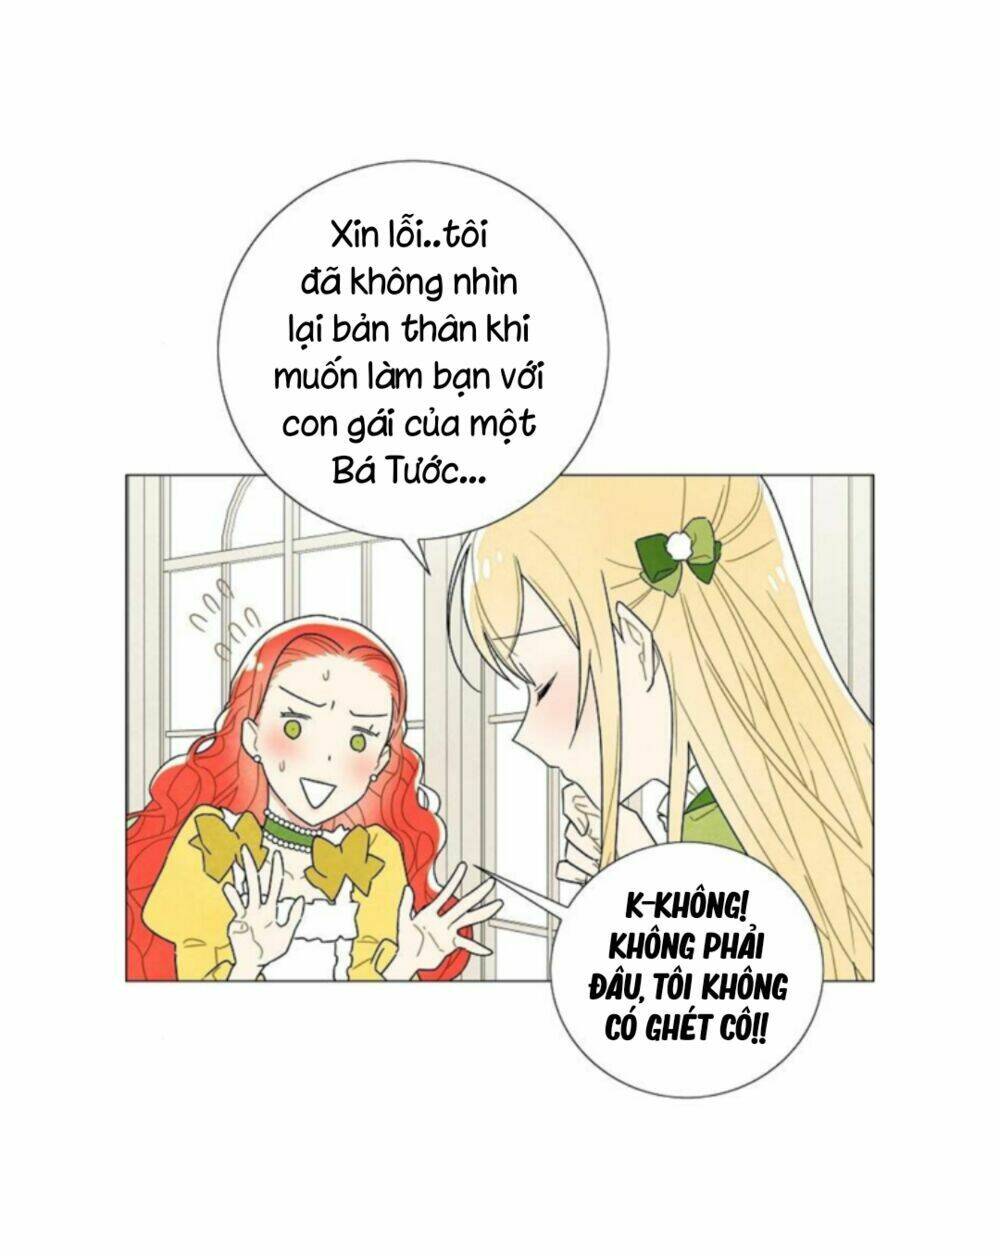 Xin lỗi..tôi
đã không nhìn
lại bản thân khi
muốn làm bạn với
con gái của một
Bá Tước...
K-KHÔNG!
KHÔNG PHẢI
ĐÂU, TÔI KHÔNG
CÓ GHÉT CÔ!!